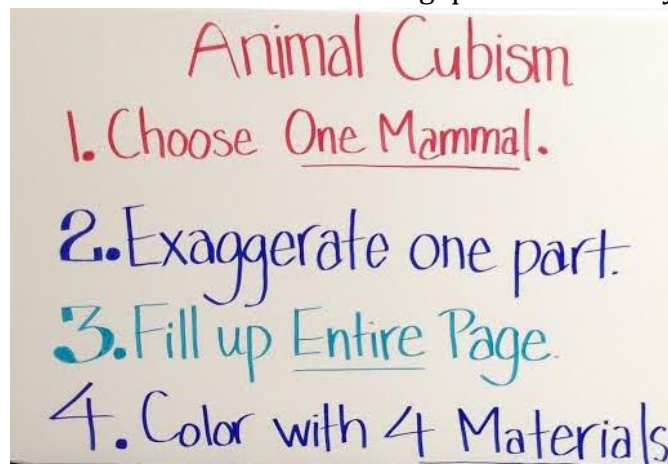 Animal Cubism
1. Choose One Mammal.
2. Exaggerate one part.
3. Fill up Entire Page.
4. Color with 4 Materials